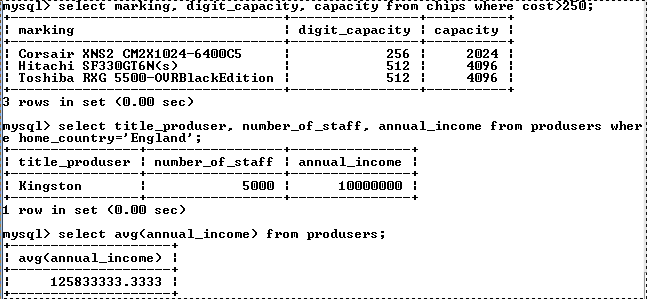 mysql> select marking, digit_capacity, capacity from chips where cost>250;
+-------------------------------------+----------------+----------+
| marking                             | digit_capacity | capacity |
+-------------------------------------+----------------+----------+
| Corsair XNS2 CM2X1024-6400C5        |            256 |     2024 |
| Hitachi SF330GT6N(s)                |            512 |     4096 |
| Toshiba RXG 5500-OVRBlackEdition    |            512 |     4096 |
+-------------------------------------+----------------+----------+
3 rows in set (0.00 sec)
mysql> select title_produser, number_of_staff, annual_income from produsers wher
e home_country='England';
+----------------+-----------------+---------------+
| title_produser | number_of_staff | annual_income |
+----------------+-----------------+---------------+
| Kingston       |            5000 |      10000000 |
+----------------+-----------------+---------------+
1 row in set (0.00 sec)
mysql> select avg(annual_income) from produsers;
+--------------------+
| avg(annual_income) |
+--------------------+
|     125833333.3333 |
+--------------------+